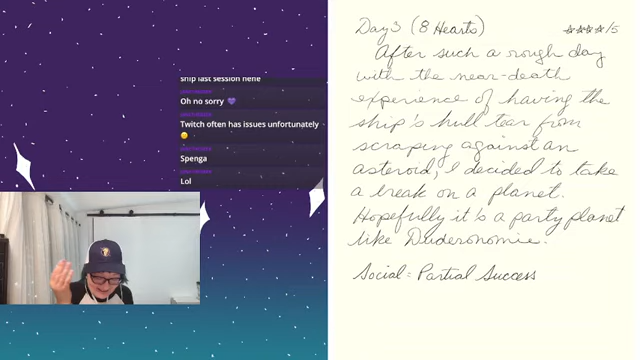 ship last session hehe
Oh no sorry 💜
Twitch often has issues unfortunately
😢
Spenga
Lol
Day 3 (8 Hearts) ☆☆☆☆/5
After such a rough day
with the near-death
experience of having the
ship's hull tear from
scraping against an
asteroid, I decided to take
a break on a planet.
Hopefully it's a party planet
like Duderonomie.
Social = Partial Success